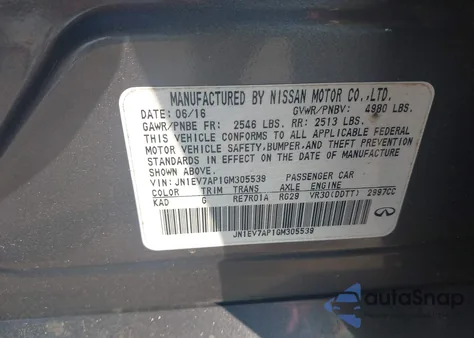 MANUFACTURED BY NISSAN MOTOR CO.,LTD.
DATE: 06/16 GVWR/PNBV: 4980 LBS.
GAWR/PNBE FR: 2546 LBS. RR: 2513 LBS.
THIS VEHICLE CONFORMS TO ALL APPLICABLE FEDERAL
MOTOR VEHICLE SAFETY,BUMPER,AND THEFT PREVENTION
STANDARDS IN EFFECT ON THE DATE OF MANUFACTURE
SHOWN ABOVE.
VIN: JN1EV7AP1GM305539 PASSENGER CAR
COLOR TRIM TRANS AXLE ENGINE
KAD G RE7R01A RG29 VR30(DDTT) 2997CC
JN1EV7AP1GM305539
INFINITI
autoSnap